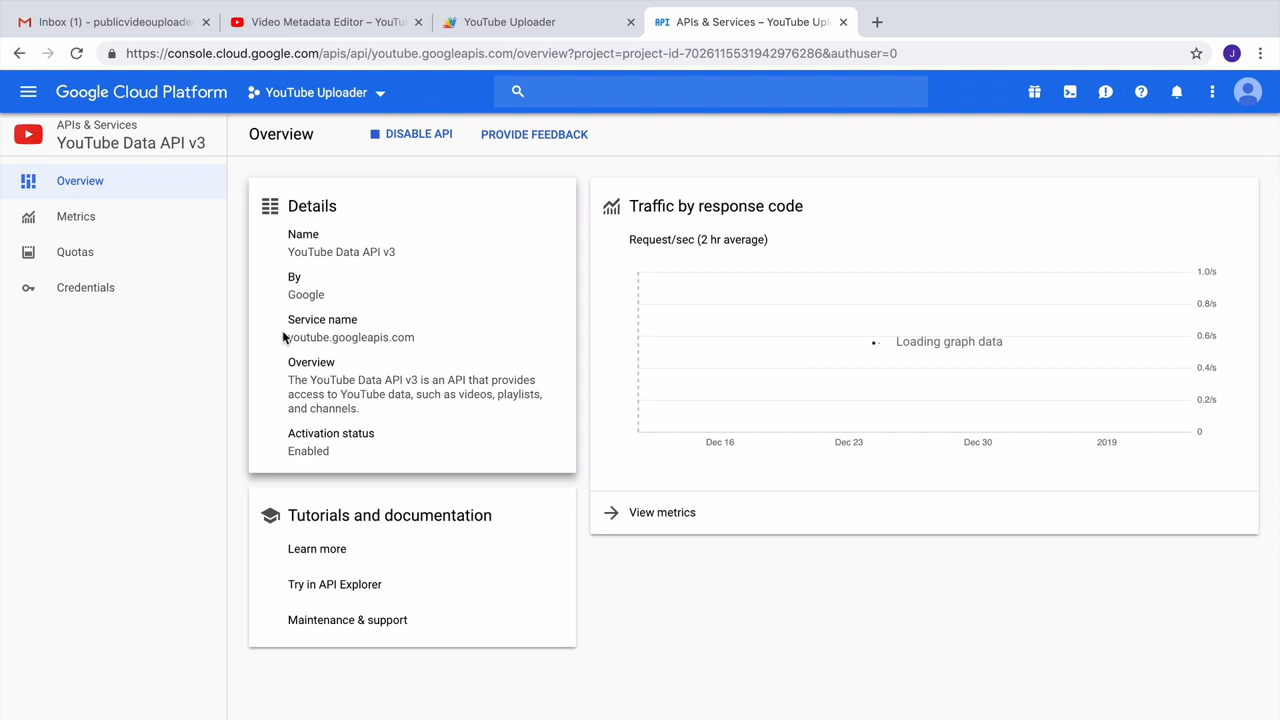 Inbox (1) - publicvideouploade
Video Metadata Editor – YouTu
YouTube Uploader
API APIs & Services – YouTube Upl
https://console.cloud.google.com/apis/api/youtube.googleapis.com/overview?project=project-id-7026115531942976286&authuser=0
J
Google Cloud Platform
YouTube Uploader
APIs & Services
YouTube Data API v3
Overview
DISABLE API
PROVIDE FEEDBACK
Overview
Metrics
Quotas
Credentials
Details
Name
YouTube Data API v3
By
Google
Service name
youtube.googleapis.com
Overview
The YouTube Data API v3 is an API that provides
access to YouTube data, such as videos, playlists,
and channels.
Activation status
Enabled
Tutorials and documentation
Learn more
Try in API Explorer
Maintenance & support
Traffic by response code
Request/sec (2 hr average)
1.0/s
0.8/s
0.6/s
Loading graph data
0.4/s
0.2/s
0
Dec 16
Dec 23
Dec 30
2019
View metrics